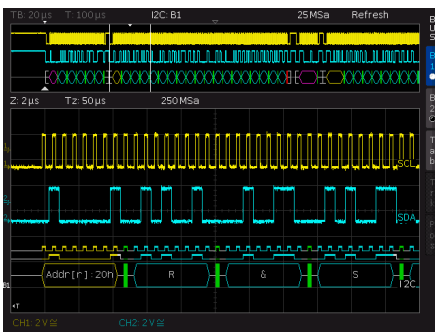 TB: 20 µs T: 100 µs I2C: B1 25 MSa Refresh
Z: 2 µs Tz: 50 µs 250 MSa
SCL
SDA
Addr[r]: 20h R & S
B1 I2C
CH1: 2 V CH2: 2 V